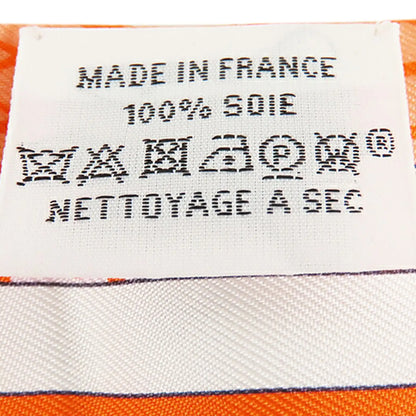 MADE IN FRANCE
100% SOIE
P W ®
NETTOYAGE A SEC